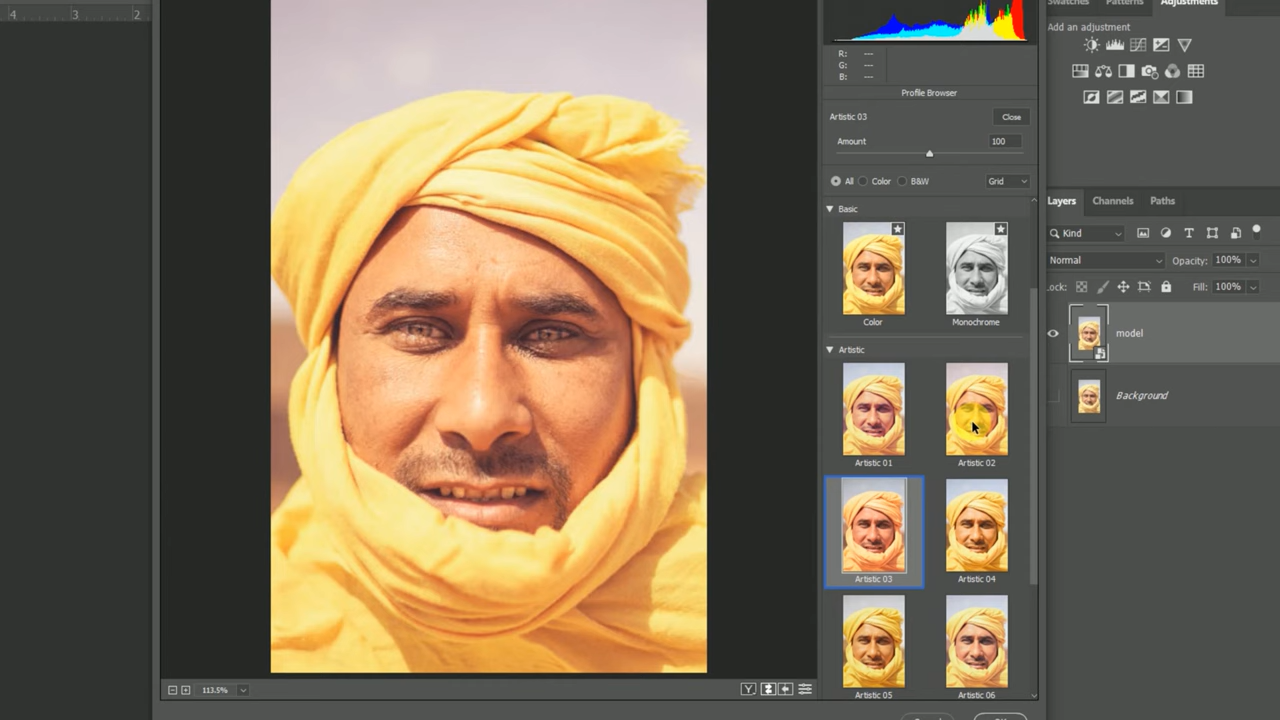 4 3 2
Swatches Patterns Adjustments
Add an adjustment
R: ---
G: ---
B: ---
Profile Browser
Artistic 03 Close
Amount 100
All Color B&W Grid
Basic
Color Monochrome
Artistic
Artistic 01 Artistic 02
Artistic 03 Artistic 04
Artistic 05 Artistic 06
113.5%
Y
Layers Channels Paths
Kind
T
Normal Opacity: 100%
Lock: Fill: 100%
model
Background